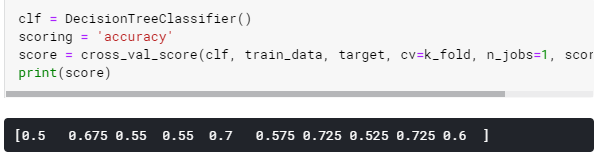 clf = DecisionTreeClassifier()
scoring = 'accuracy'
score = cross_val_score(clf, train_data, target, cv=k_fold, n_jobs=1, scor
print(score)
[0.5   0.675 0.55  0.55  0.7   0.575 0.725 0.525 0.725 0.6  ]